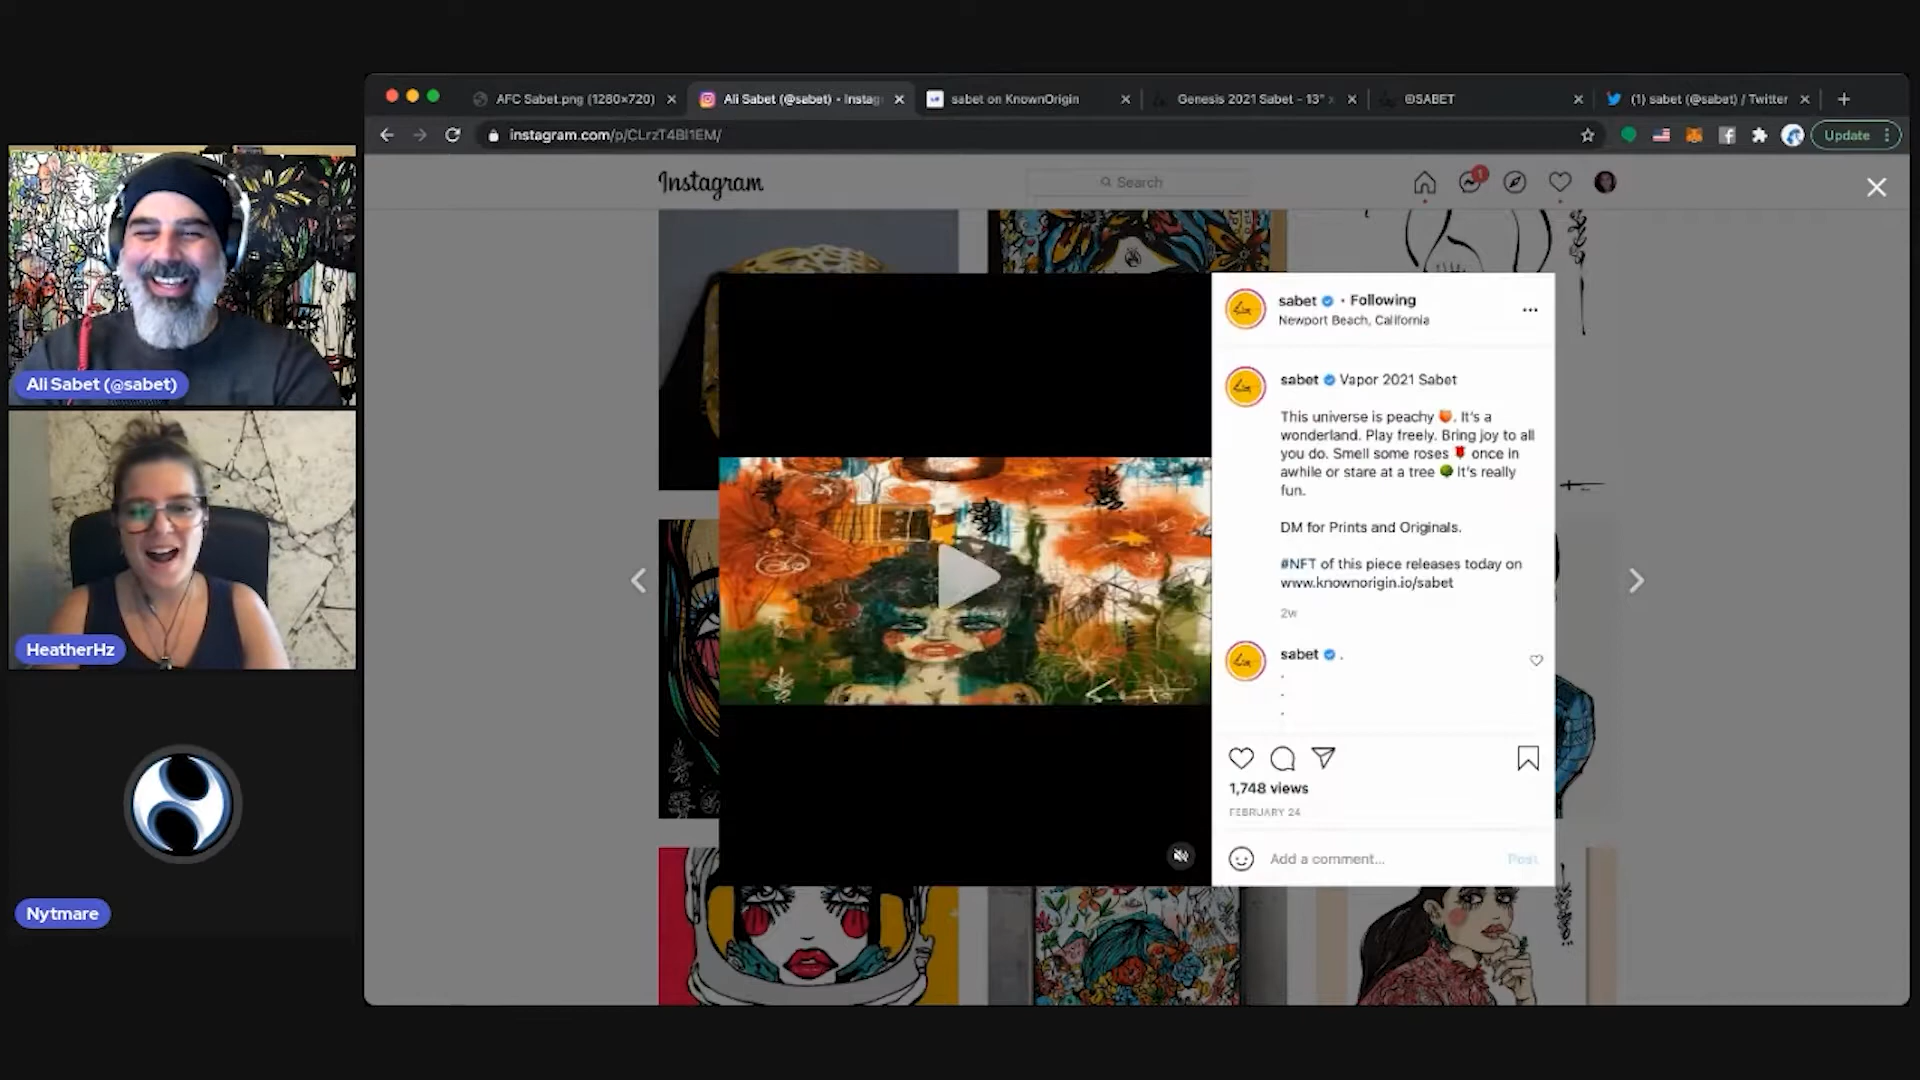 AFC Sabet.png (1280×720)
Ali Sabet (@sabet) • Instag
sabet on KnownOrigin
Genesis 2021 Sabet - 13"
@SABET
(1) sabet (@sabet) / Twitter
instagram.com/p/CLrzT4Bl1EM/
Update
Instagram
Search
1
Ali Sabet (@sabet)
HeatherHz
Nytmare
sabet • Following
Newport Beach, California
sabet Vapor 2021 Sabet
This universe is peachy 🍑. It's a
wonderland. Play freely. Bring joy to all
you do. Smell some roses 🌹 once in
awhile or stare at a tree 🌳 It's really
fun.
DM for Prints and Originals.
#NFT of this piece releases today on
www.knownorigin.io/sabet
2w
sabet .
.
.
.
1,748 views
FEBRUARY 24
Add a comment...
Post